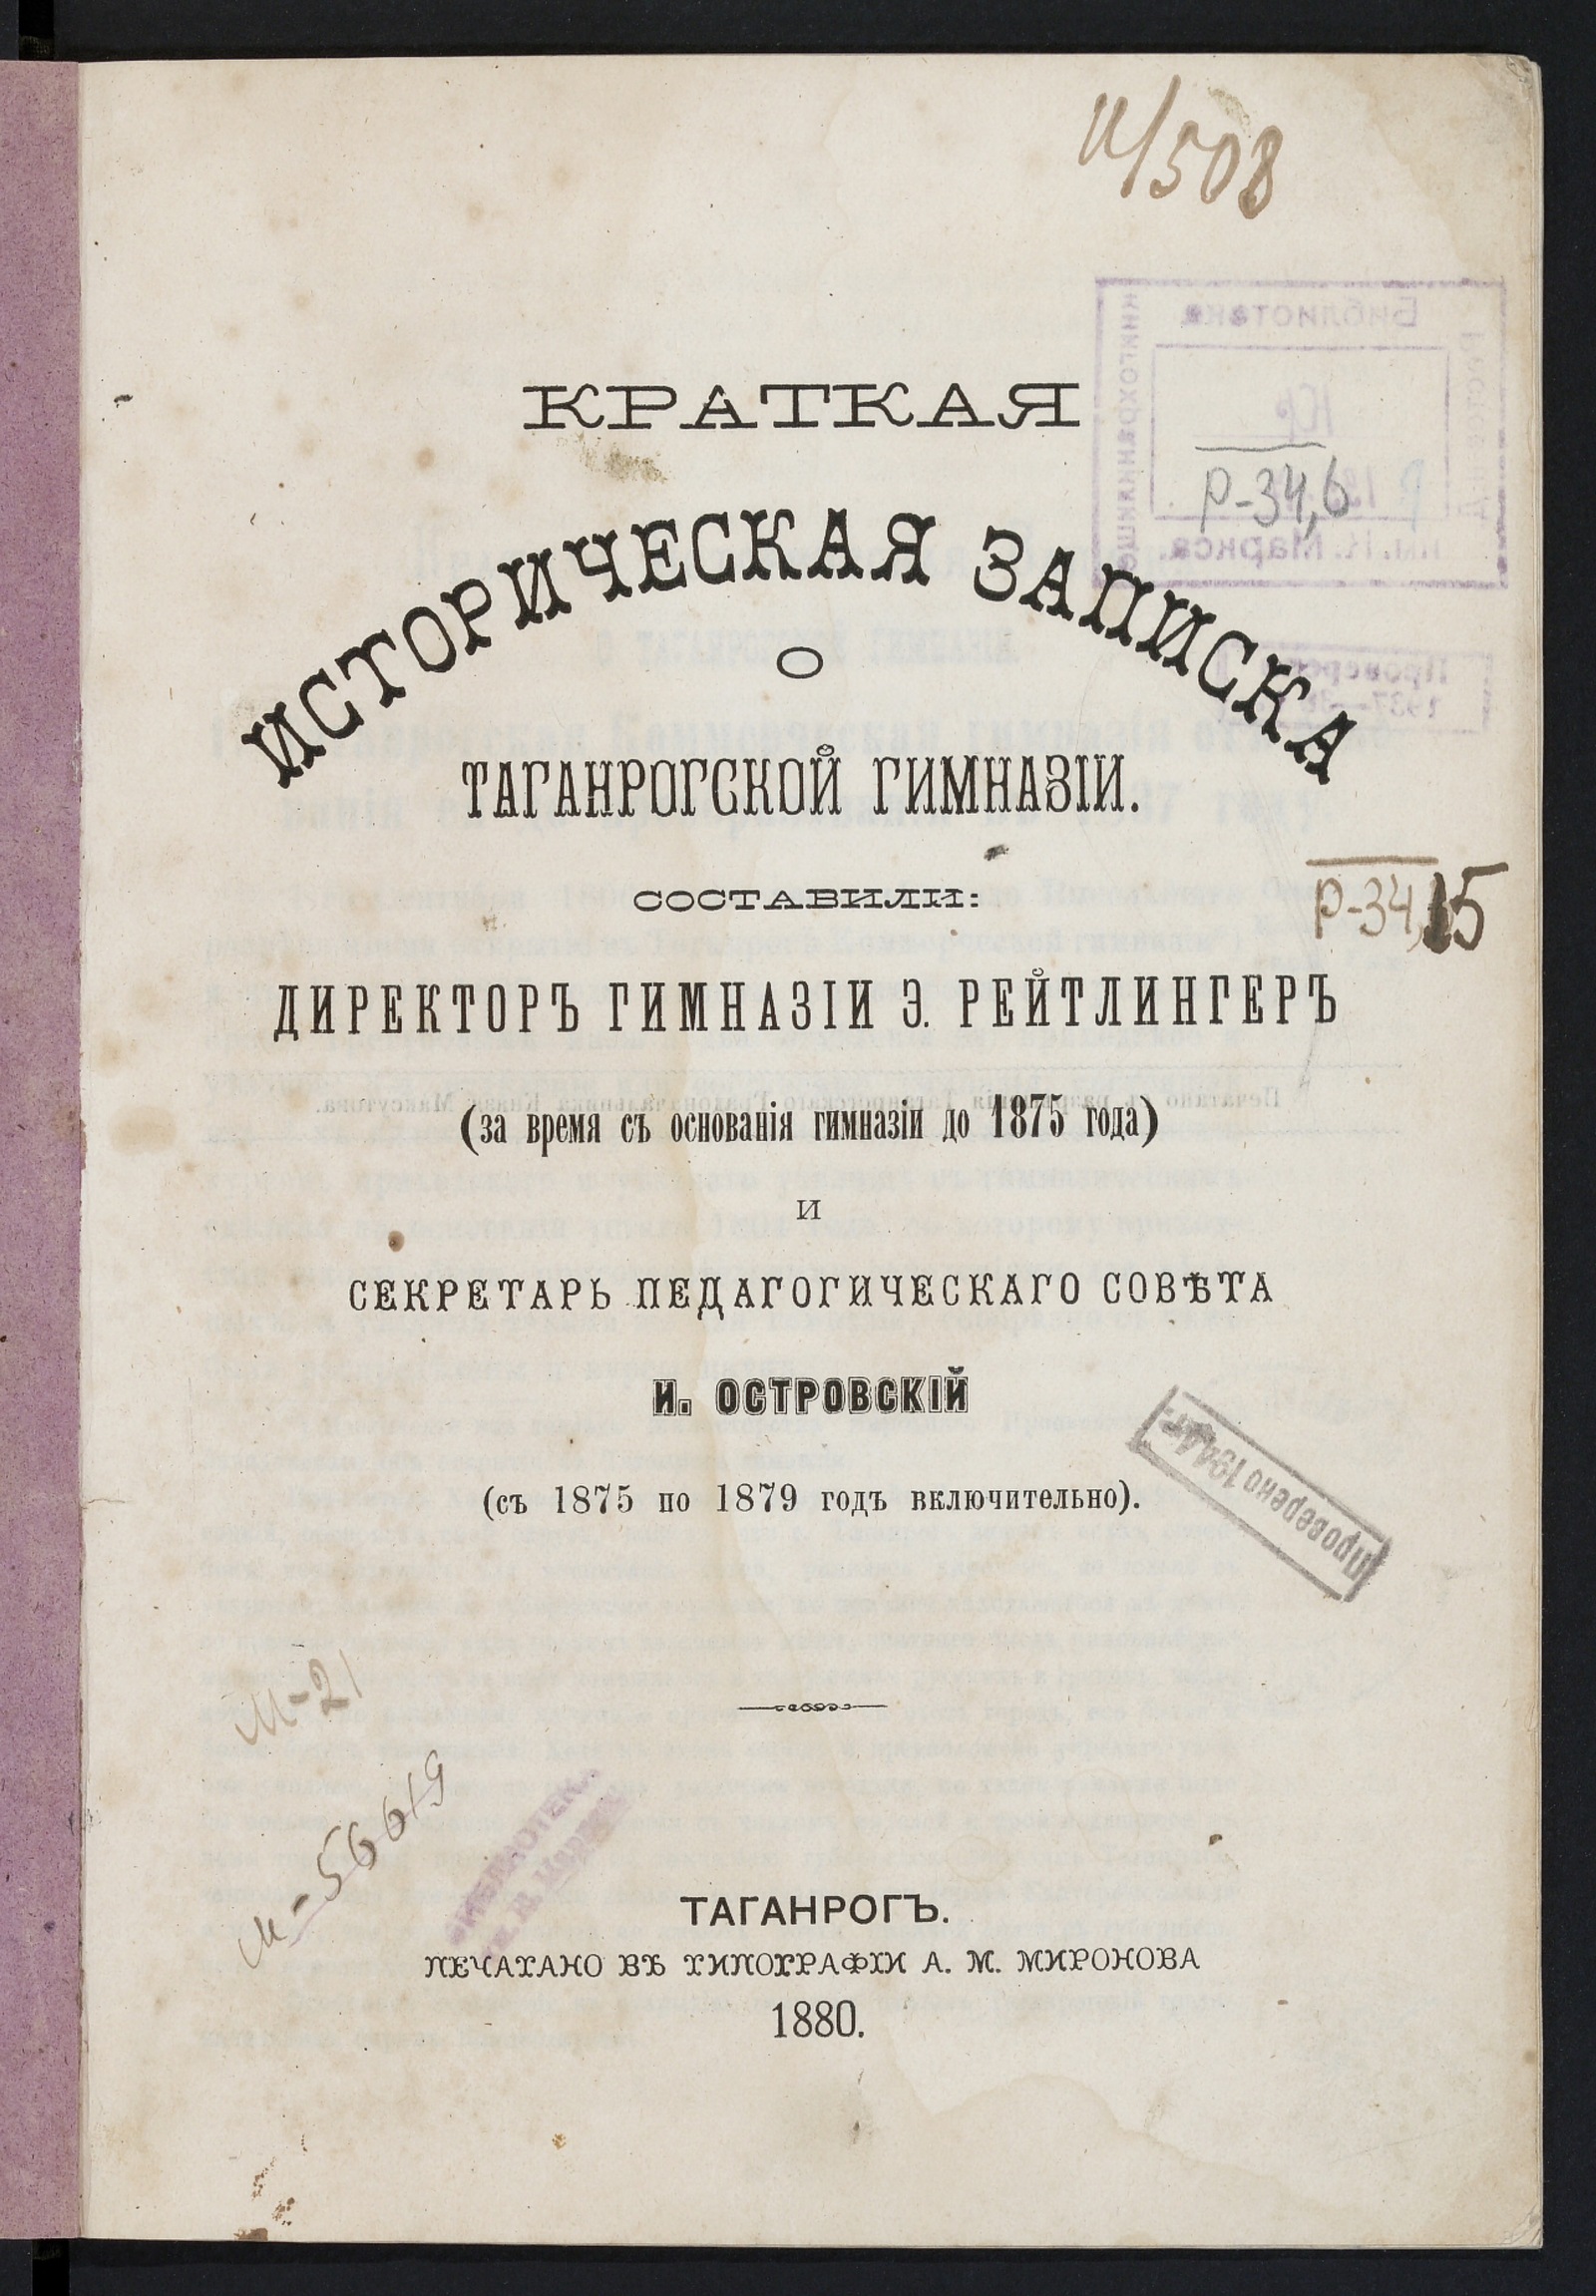 И/508
КРАТКАЯ
Р-34,6
ИСТОРИЧЕСКАЯ ЗАПИСКА
О
ТАГАНРОГСКОЙ ГИМНАЗІИ.
СОСТАВИЛИ:
Р-34,15
ДИРЕКТОРЪ ГИМНАЗІИ Э. РЕЙТЛИНГЕРЪ
(за время съ основанія гимназіи до 1875 года)
И
СЕКРЕТАРЬ ПЕДАГОГИЧЕСКАГО СОВѢТА
И. ОСТРОВСКІЙ
Проверено 1944 г.
(съ 1875 по 1879 годъ включительно).
М-21
М-56619
ТАГАНРОГЪ.
ПЕЧАТАНО ВЪ ТИПОГРАФІИ А. М. МИРОНОВА
1880.